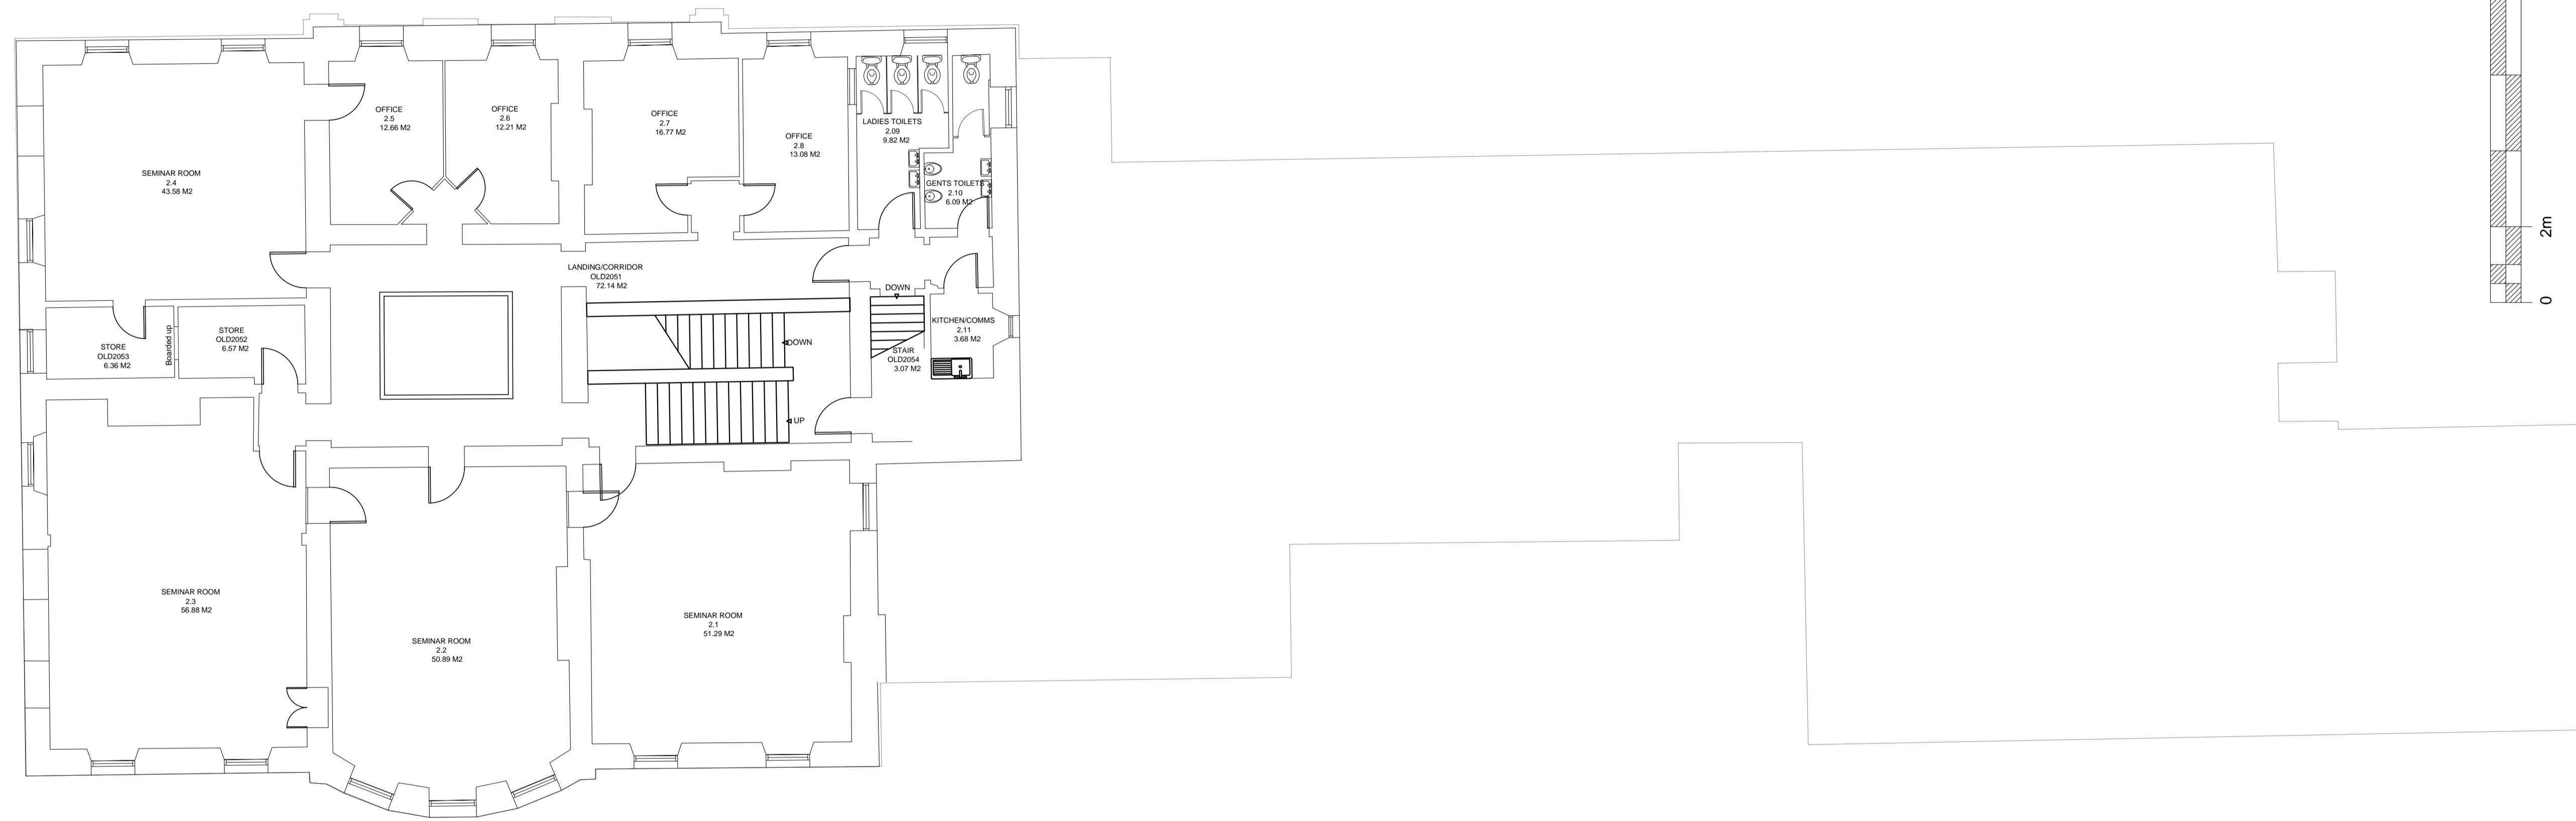 OFFICE
2.5
12.66 M2
OFFICE
2.6
12.21 M2
OFFICE
2.7
16.77 M2
OFFICE
2.8
13.08 M2
LADIES TOILETS
2.09
9.82 M2
GENTS TOILETS
2.10
6.09 M2
SEMINAR ROOM
2.4
43.58 M2
LANDING/CORRIDOR
OLD2051
72.14 M2
DOWN
KITCHEN/COMMS
2.11
3.68 M2
STORE
OLD2053
6.36 M2
Boarded up
STORE
OLD2052
6.57 M2
DOWN
STAIR
OLD2054
3.07 M2
UP
SEMINAR ROOM
2.3
56.88 M2
SEMINAR ROOM
2.2
50.89 M2
SEMINAR ROOM
2.1
51.29 M2
2m
0